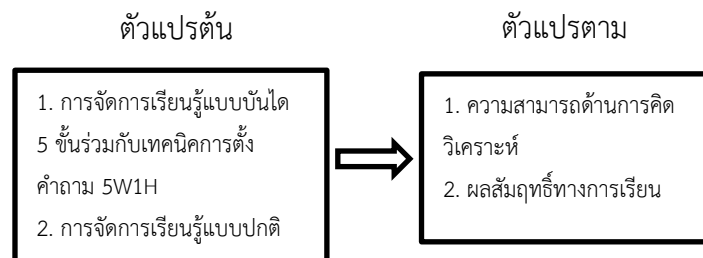 ตัวแปรต้น
1. การจัดการเรียนรู้แบบบันได
5 ขั้นร่วมกับเทคนิคการตั้ง
คำถาม 5W1H
2. การจัดการเรียนรู้แบบปกติ
ตัวแปรตาม
1. ความสามารถด้านการคิด
วิเคราะห์
2. ผลสัมฤทธิ์ทางการเรียน